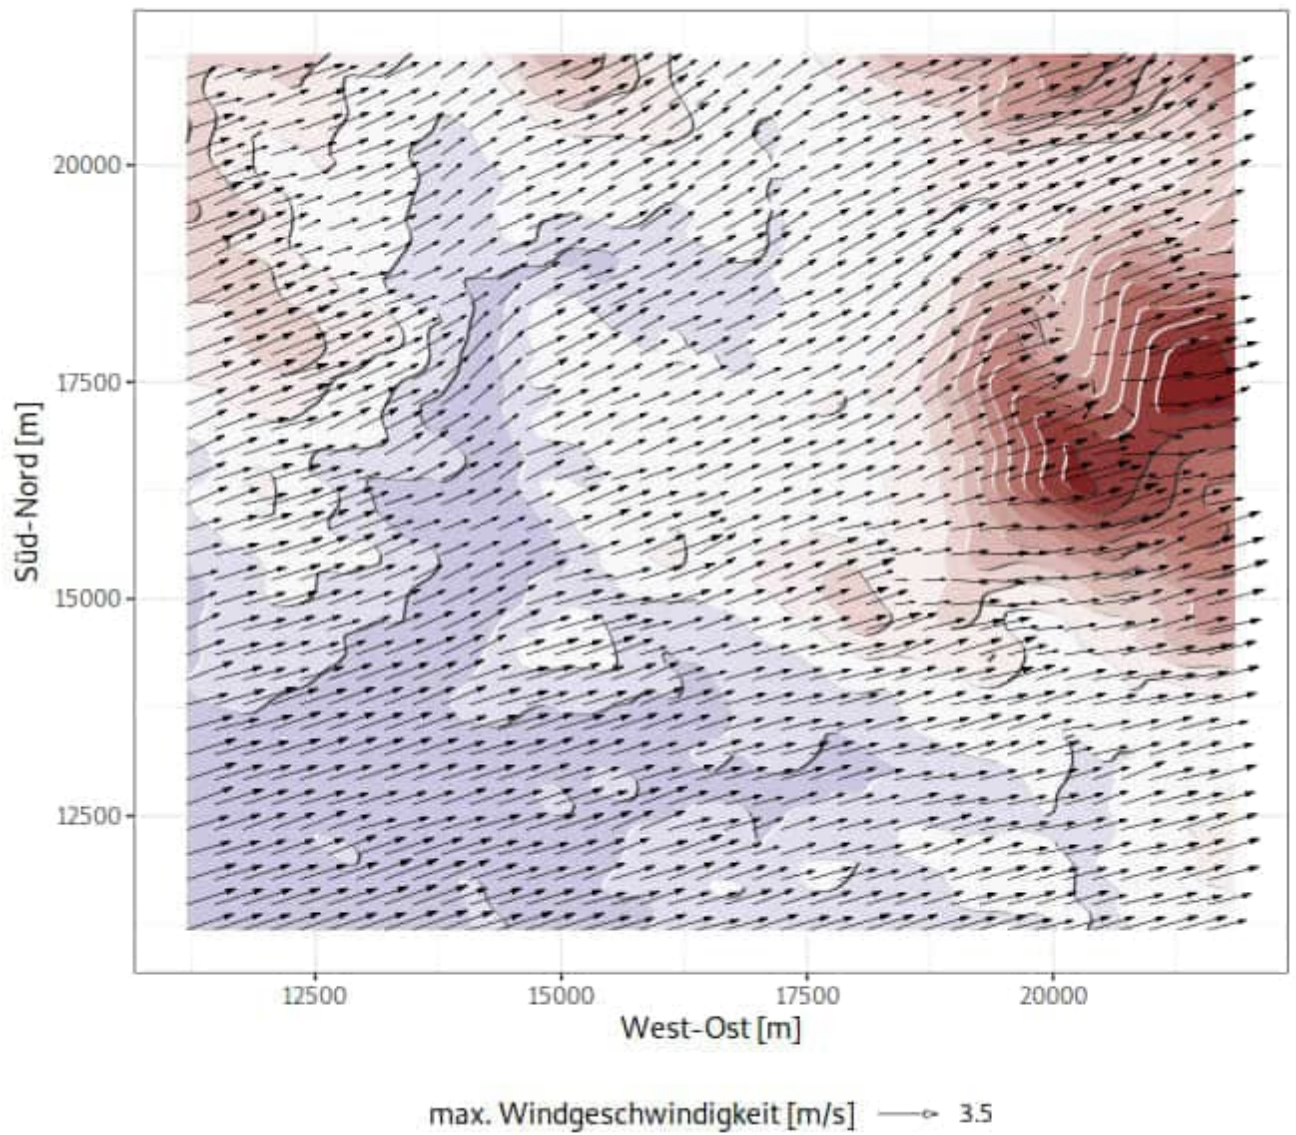 20000
17500
15000
12500
Süd-Nord [m]
12500 15000 17500 20000
West-Ost [m]
max. Windgeschwindigkeit [m/s] 3.5